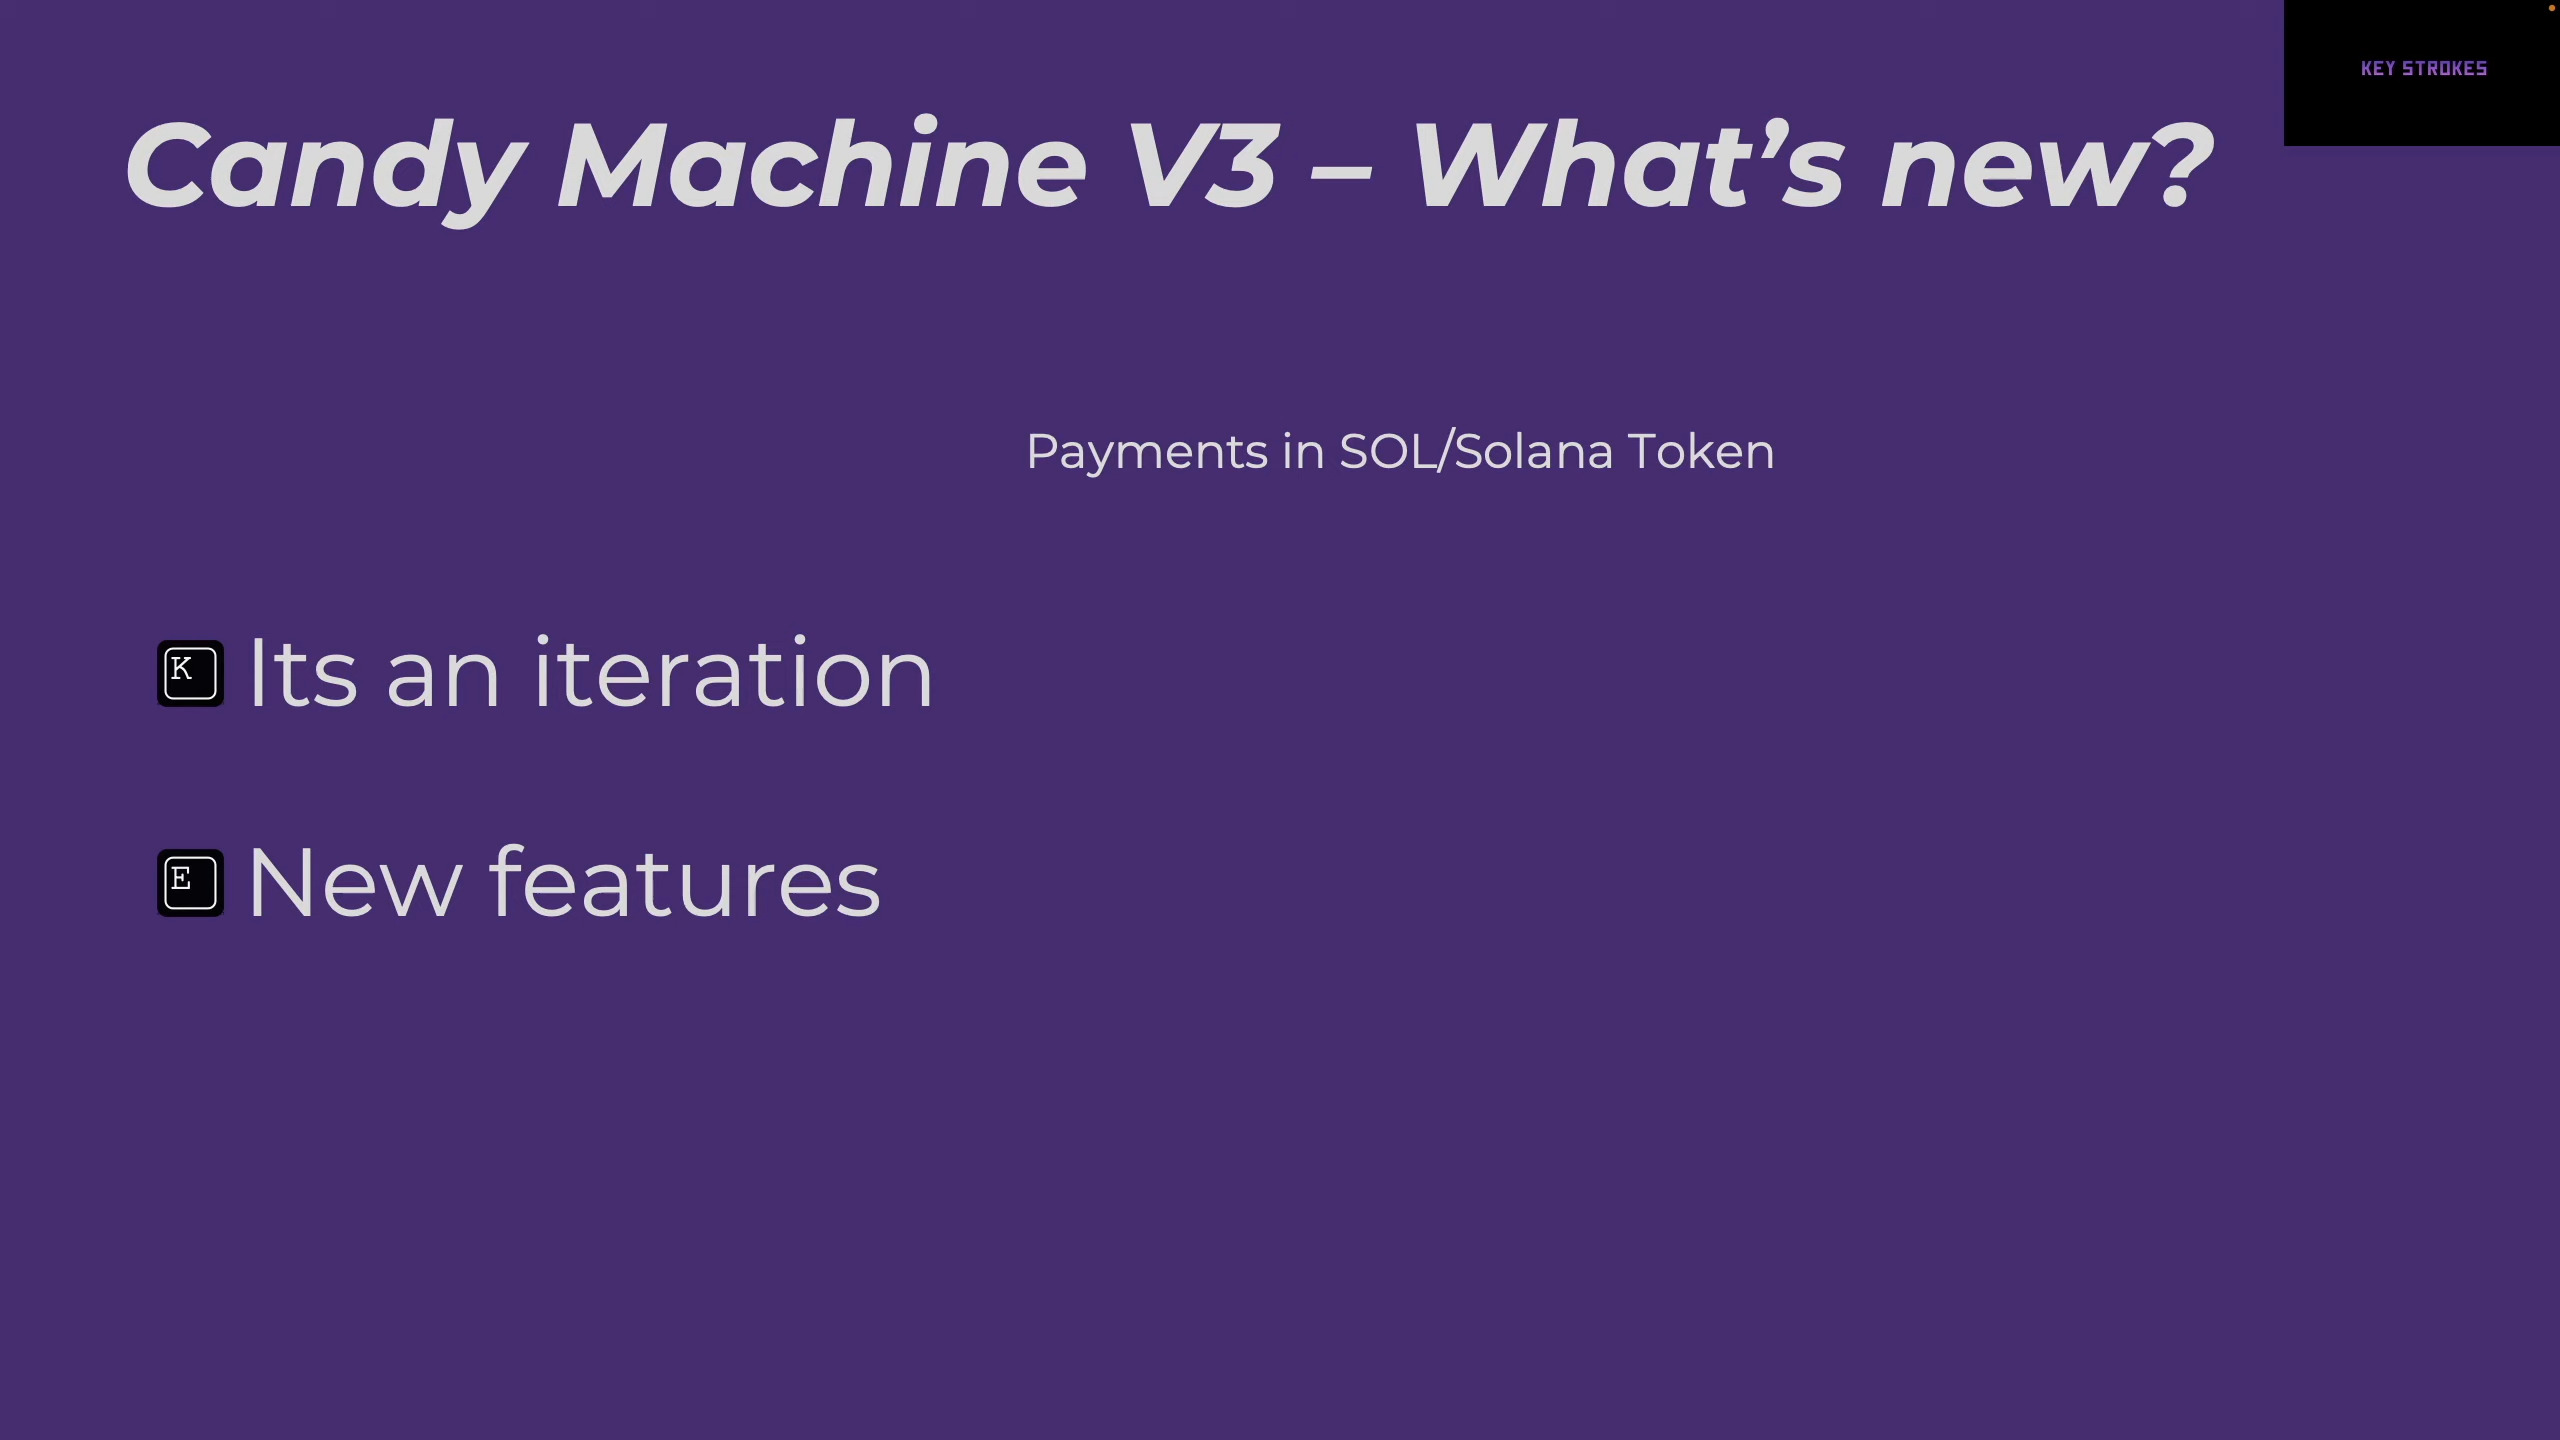 KEY STROKES
Candy Machine V3 – What’s new?
Payments in SOL/Solana Token
K Its an iteration
E New features